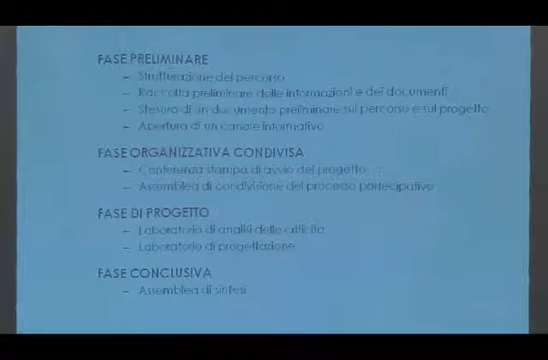 FASE PRELIMINARE
– Strutturazione del percorso
– Raccolta preliminare delle informazioni e dei documenti
– Stesura di un documento preliminare sul percorso e sul progetto
– Apertura di un canale informativo
FASE ORGANIZZATIVA CONDIVISA
– Conferenza stampa di avvio del progetto
– Assemblea di condivisione del processo partecipativo
FASE DI PROGETTO
– Laboratorio di analisi delle criticita
– Laboratorio di progettazione
FASE CONCLUSIVA
– Assemblea di sintesi